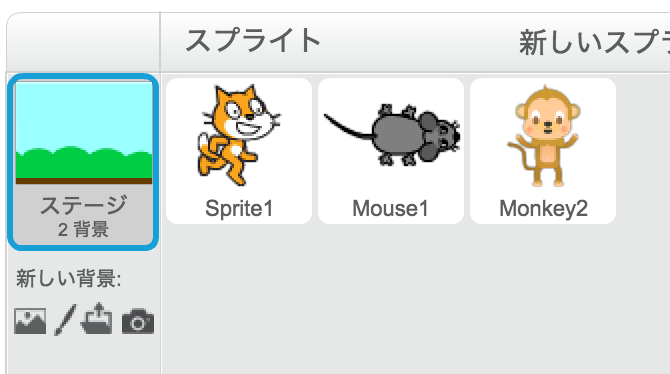 スプライト
新しいスプラ
ステージ
2 背景
新しい背景:
Sprite1
Mouse1
Monkey2